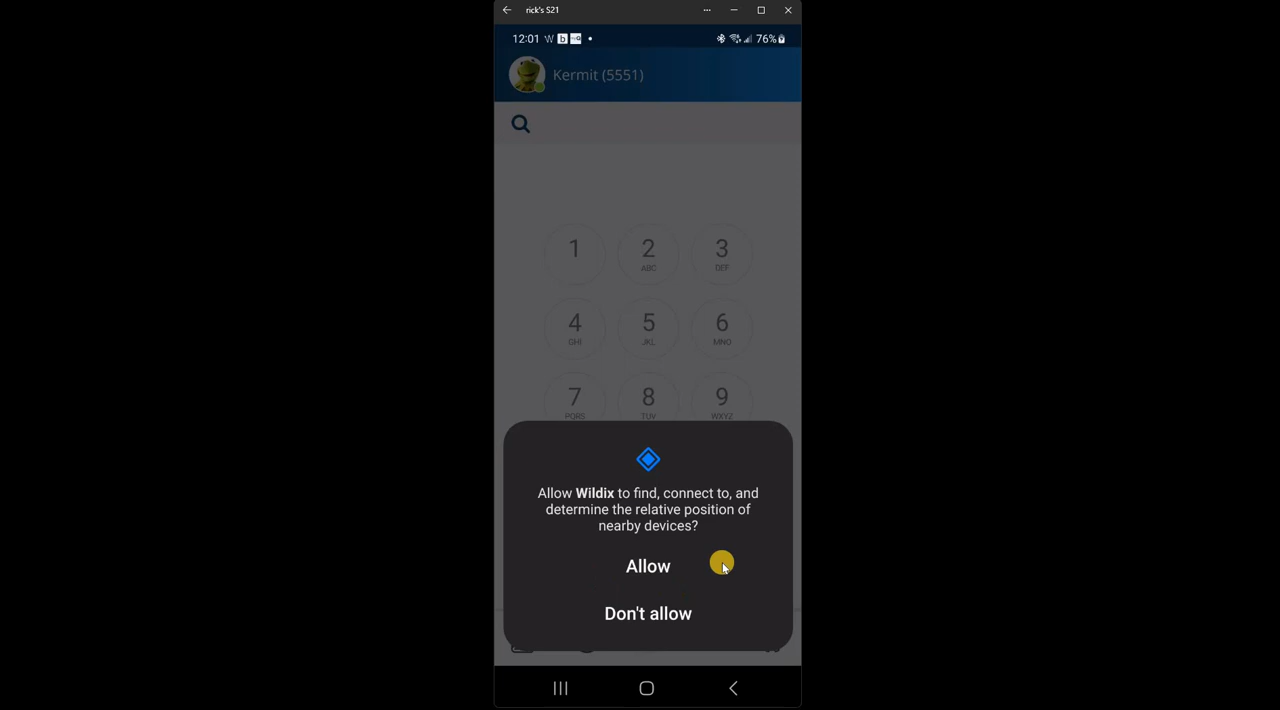 rick's S21
12:01
76%
Kermit (5551)
1 2 3
ABC DEF
4 5 6
GHI JKL MNO
7 8 9
PQRS TUV WXYZ
Allow Wildix to find, connect to, and
determine the relative position of
nearby devices?
Allow
Don't allow